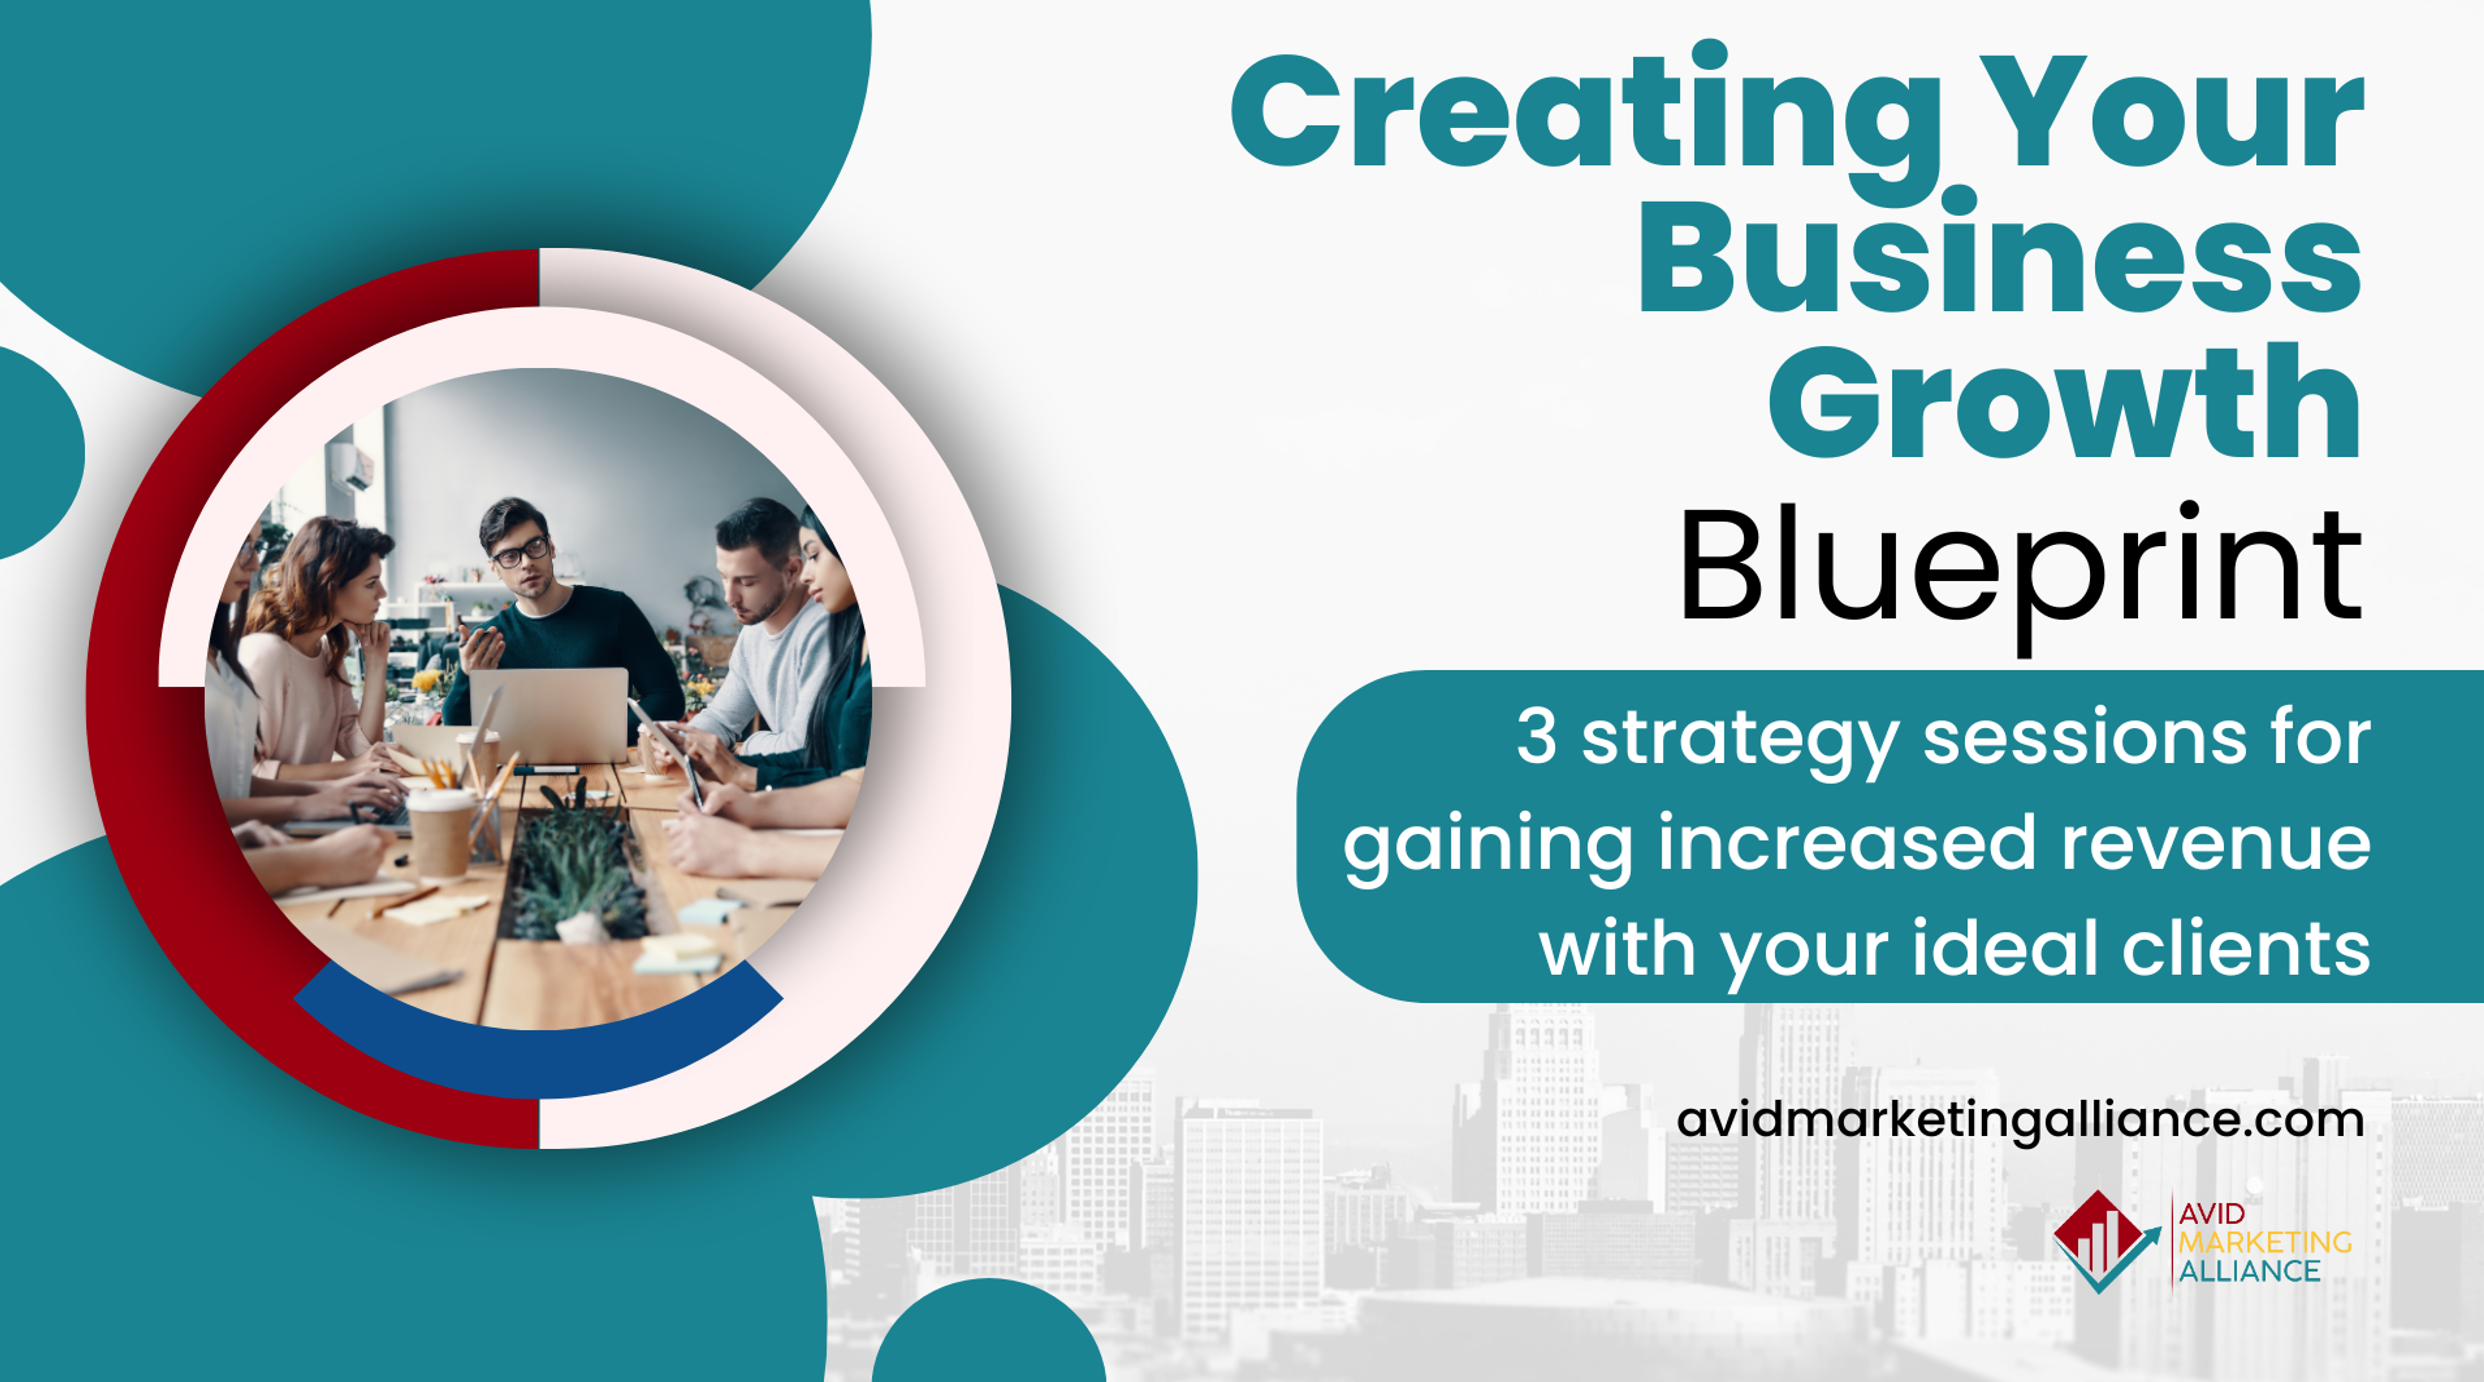 Creating Your
Business
Growth
Blueprint
3 strategy sessions for
gaining increased revenue
with your ideal clients
avidmarketingalliance.com
AVID
MARKETING
ALLIANCE